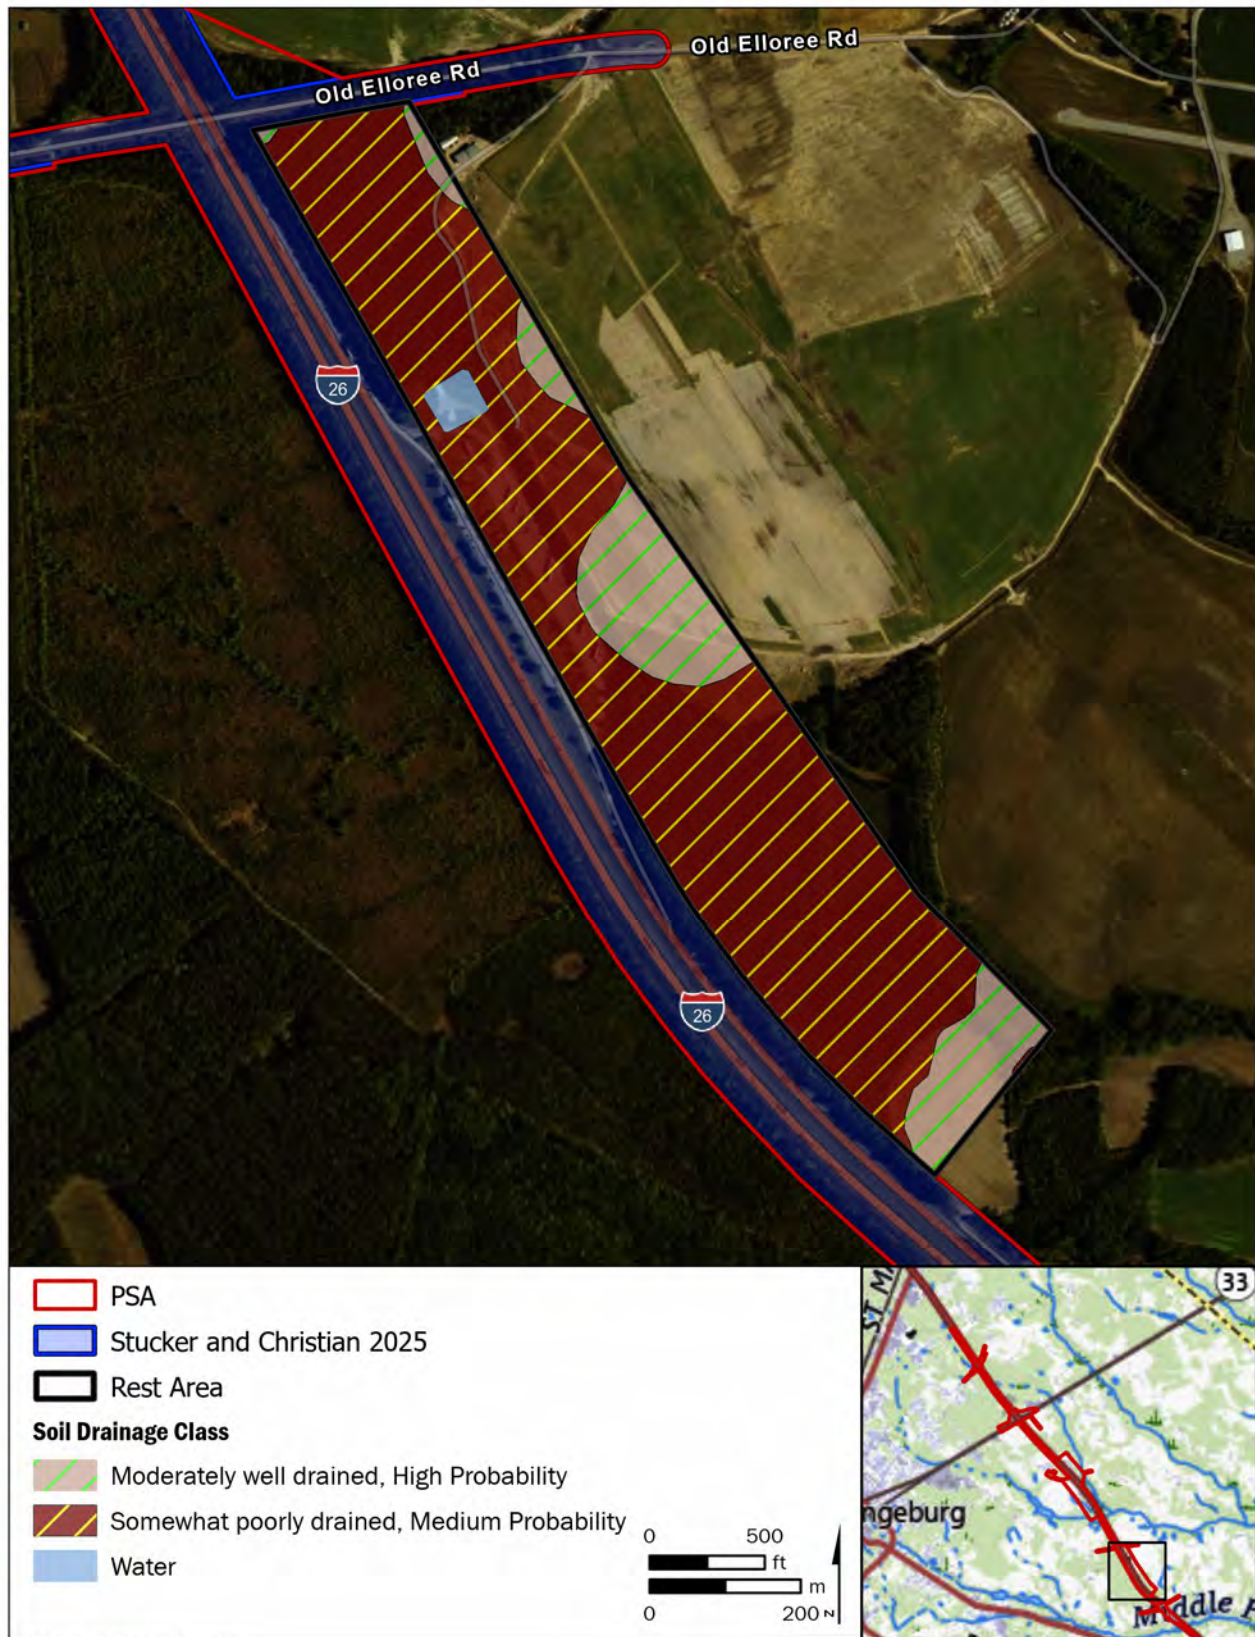 Old Elloree Rd
Old Elloree Rd
26
26
PSA
Stucker and Christian 2025
Rest Area
Soil Drainage Class
Moderately well drained, High Probability
Somewhat poorly drained, Medium Probability
Water
0 500
ft
m
0 200 N
33
ST M
ngeburg
Middle